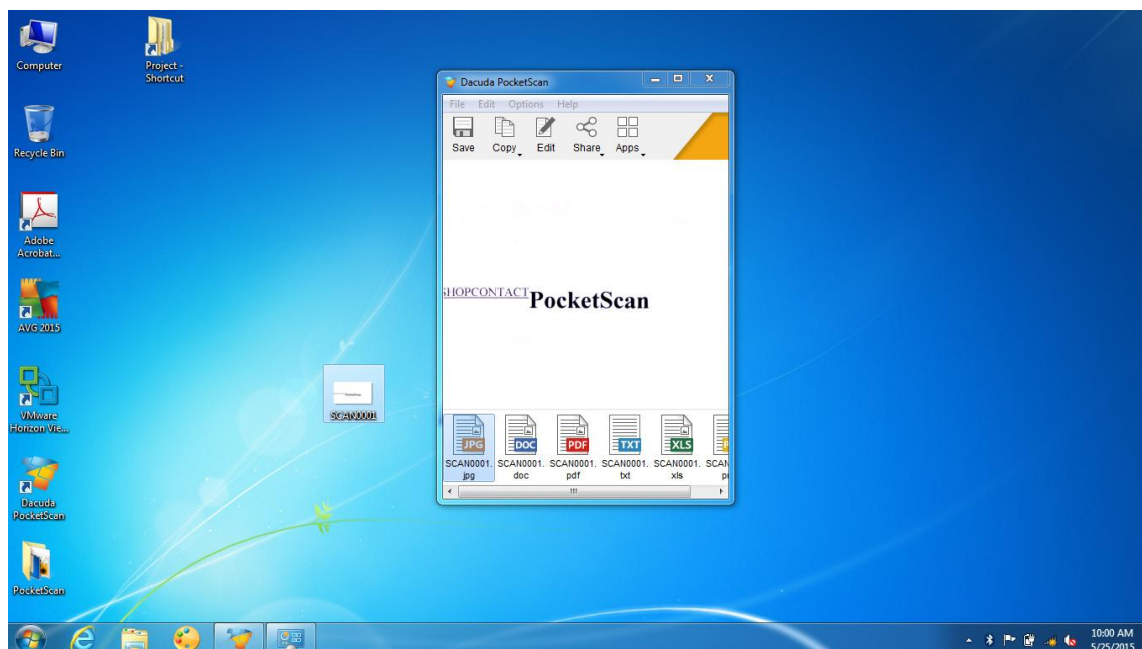 Computer
Project -
Shortcut
Recycle Bin
Adobe
Acrobat...
AVG 2015
VMware
Horizon Vie...
Dacuda
PocketScan
PocketScan
SCAN0001
Dacuda PocketScan
File Edit Options Help
Save Copy Edit Share Apps
SHOPCONTACT PocketScan
JPG DOC PDF TXT XLS
SCAN0001. SCAN0001. SCAN0001. SCAN0001. SCAN0001. SCAN
jpg doc pdf txt xls
10:00 AM
5/25/2015